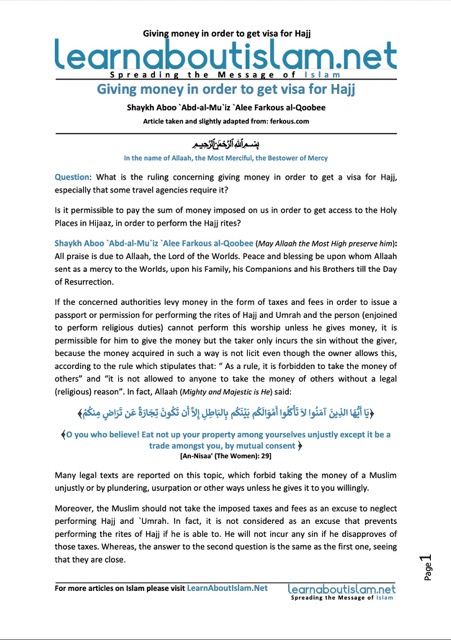 Giving money in order to get visa for Hajj
learnaboutislam.net
Spreading the Message of Islam
Giving money in order to get visa for Hajj
Shaykh Aboo `Abd-al-Mu`iz `Alee Farkous al-Qoobee
Article taken and slightly adapted from: ferkous.com
بسم الله الرحمن الرحيم
In the name of Allaah, the Most Merciful, the Bestower of Mercy
Question: What is the ruling concerning giving money in order to get a visa for Hajj,
especially that some travel agencies require it?
Is it permissible to pay the sum of money imposed on us in order to get access to the Holy
Places in Hijaaz, in order to perform the Hajj rites?
Shaykh Aboo `Abd-al-Mu`iz `Alee Farkous al-Qoobee (May Allaah the Most High preserve him):
All praise is due to Allaah, the Lord of the Worlds. Peace and blessing be upon whom Allaah
sent as a mercy to the Worlds, upon his Family, his Companions and his Brothers till the Day
of Resurrection.
If the concerned authorities levy money in the form of taxes and fees in order to issue a
passport or permission for performing the rites of Hajj and Umrah and the person (enjoined
to perform religious duties) cannot perform this worship unless he gives money, it is
permissible for him to give the money but the taker only incurs the sin without the giver,
because the money acquired in such a way is not licit even though the owner allows this,
according to the rule which stipulates that: “ As a rule, it is forbidden to take the money of
others” and “it is not allowed to anyone to take the money of others without a legal
(religious) reason”. In fact, Allaah (Mighty and Majestic is He) said:
﴿يَا أَيُّهَا الَّذِينَ آمَنُوا لَا تَأْكُلُوا أَمْوَالَكُم بَيْنَكُم بِالبَاطِلِ إِلاَّ أَن تَكُونَ تِجَارَةً عَن تَرَاضٍ مِنكُمْ﴾
﴾O you who believe! Eat not up your property among yourselves unjustly except it be a
trade amongst you, by mutual consent ﴿
[An-Nisaa’ (The Women): 29]
Many legal texts are reported on this topic, which forbid taking the money of a Muslim
unjustly or by plundering, usurpation or other ways unless he gives it to you willingly.
Moreover, the Muslim should not take the imposed taxes and fees as an excuse to neglect
performing Hajj and `Umrah. In fact, it is not considered as an excuse that prevents
performing the rites of Hajj if he is able to. He will not incur any sin if he disapproves of
those taxes. Whereas, the answer to the second question is the same as the first one, seeing
that they are close.
Page 1
For more articles on Islam please visit LearnAboutIslam.Net
learnaboutislam.net
Spreading the Message of Islam